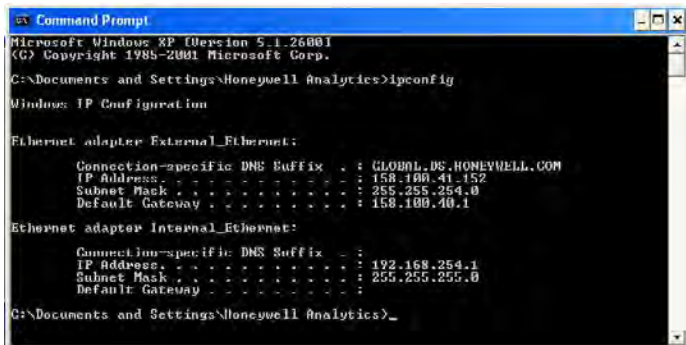 Command Prompt
Microsoft Windows XP [Version 5.1.2600]
(C) Copyright 1985-2001 Microsoft Corp.
C:\Documents and Settings\Honeywell Analytics>ipconfig
Windows IP Configuration
Ethernet adapter External_Ethernet:
Connection-specific DNS Suffix . : GLOBAL.DS.HONEYWELL.COM
IP Address. . . . . . . . . . . . : 158.100.41.152
Subnet Mask . . . . . . . . . . . : 255.255.254.0
Default Gateway . . . . . . . . . : 158.100.40.1
Ethernet adapter Internal_Ethernet:
Connection-specific DNS Suffix . :
IP Address. . . . . . . . . . . . : 192.168.254.1
Subnet Mask . . . . . . . . . . . : 255.255.255.0
Default Gateway . . . . . . . . . :
C:\Documents and Settings\Honeywell Analytics>_